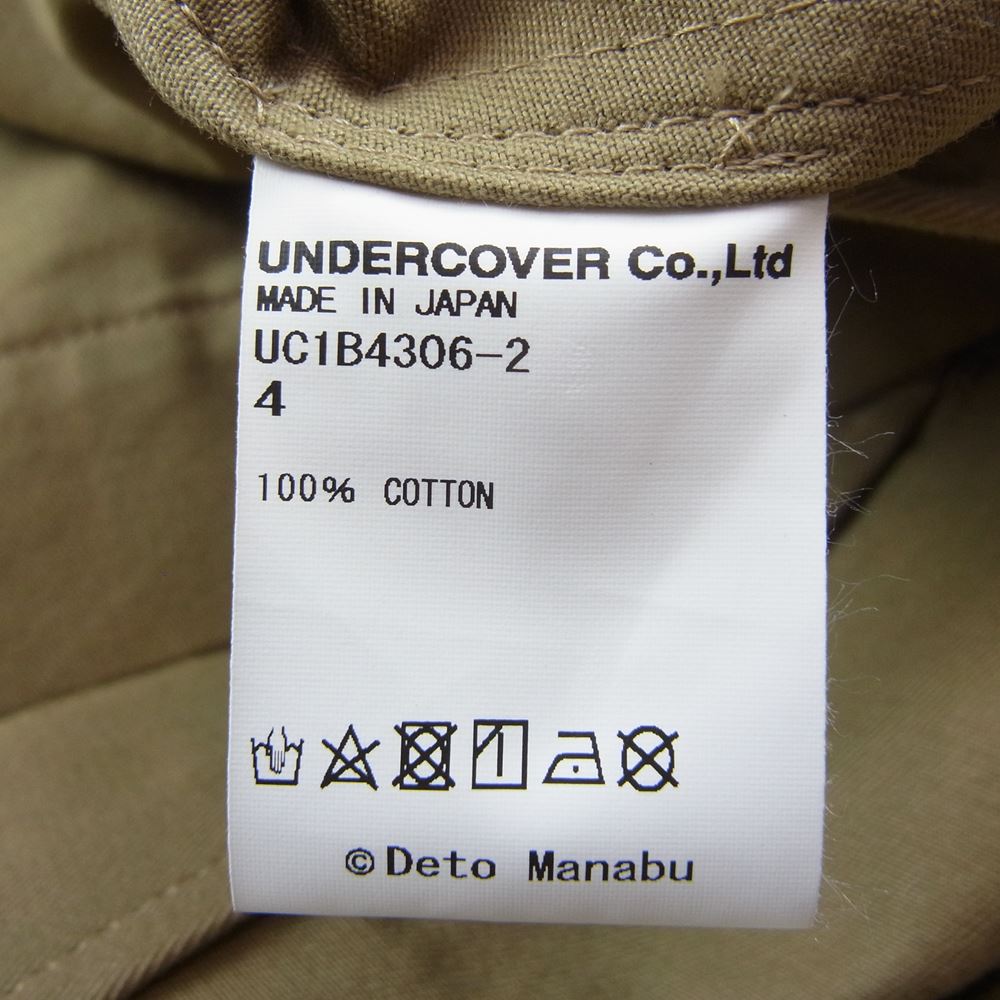 UNDERCOVER Co.,Ltd
MADE IN JAPAN
UC1B4306-2
4
100% COTTON
©Deto Manabu